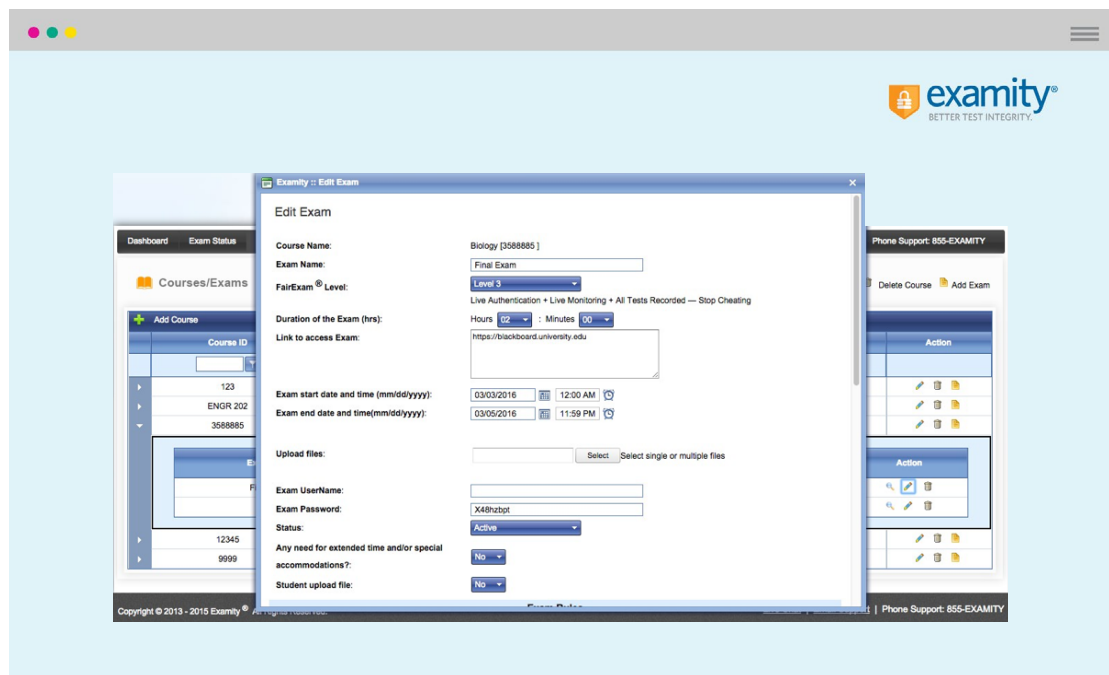 examity®
BETTER TEST INTEGRITY.
Examity :: Edit Exam
Edit Exam
Dashboard Exam Status
Phone Support: 855-EXAMITY
Courses/Exams
Delete Course Add Exam
Add Course
Course ID
Action
123
ENGR 202
3588885
Action
12345
9999
Course Name: Biology [3588885 ]
Exam Name: Final Exam
FairExam ® Level: Level 3
Live Authentication + Live Monitoring + All Tests Recorded — Stop Cheating
Duration of the Exam (hrs): Hours 02 : Minutes 00
Link to access Exam: https://blackboard.university.edu
Exam start date and time (mm/dd/yyyy): 03/03/2016 12:00 AM
Exam end date and time(mm/dd/yyyy): 03/05/2016 11:59 PM
Upload files: Select Select single or multiple files
Exam UserName:
Exam Password: X48hzbpt
Status: Active
Any need for extended time and/or special
accommodations?: No
Student upload file: No
Copyright © 2013 - 2015 Examity ®
| Phone Support: 855-EXAMITY